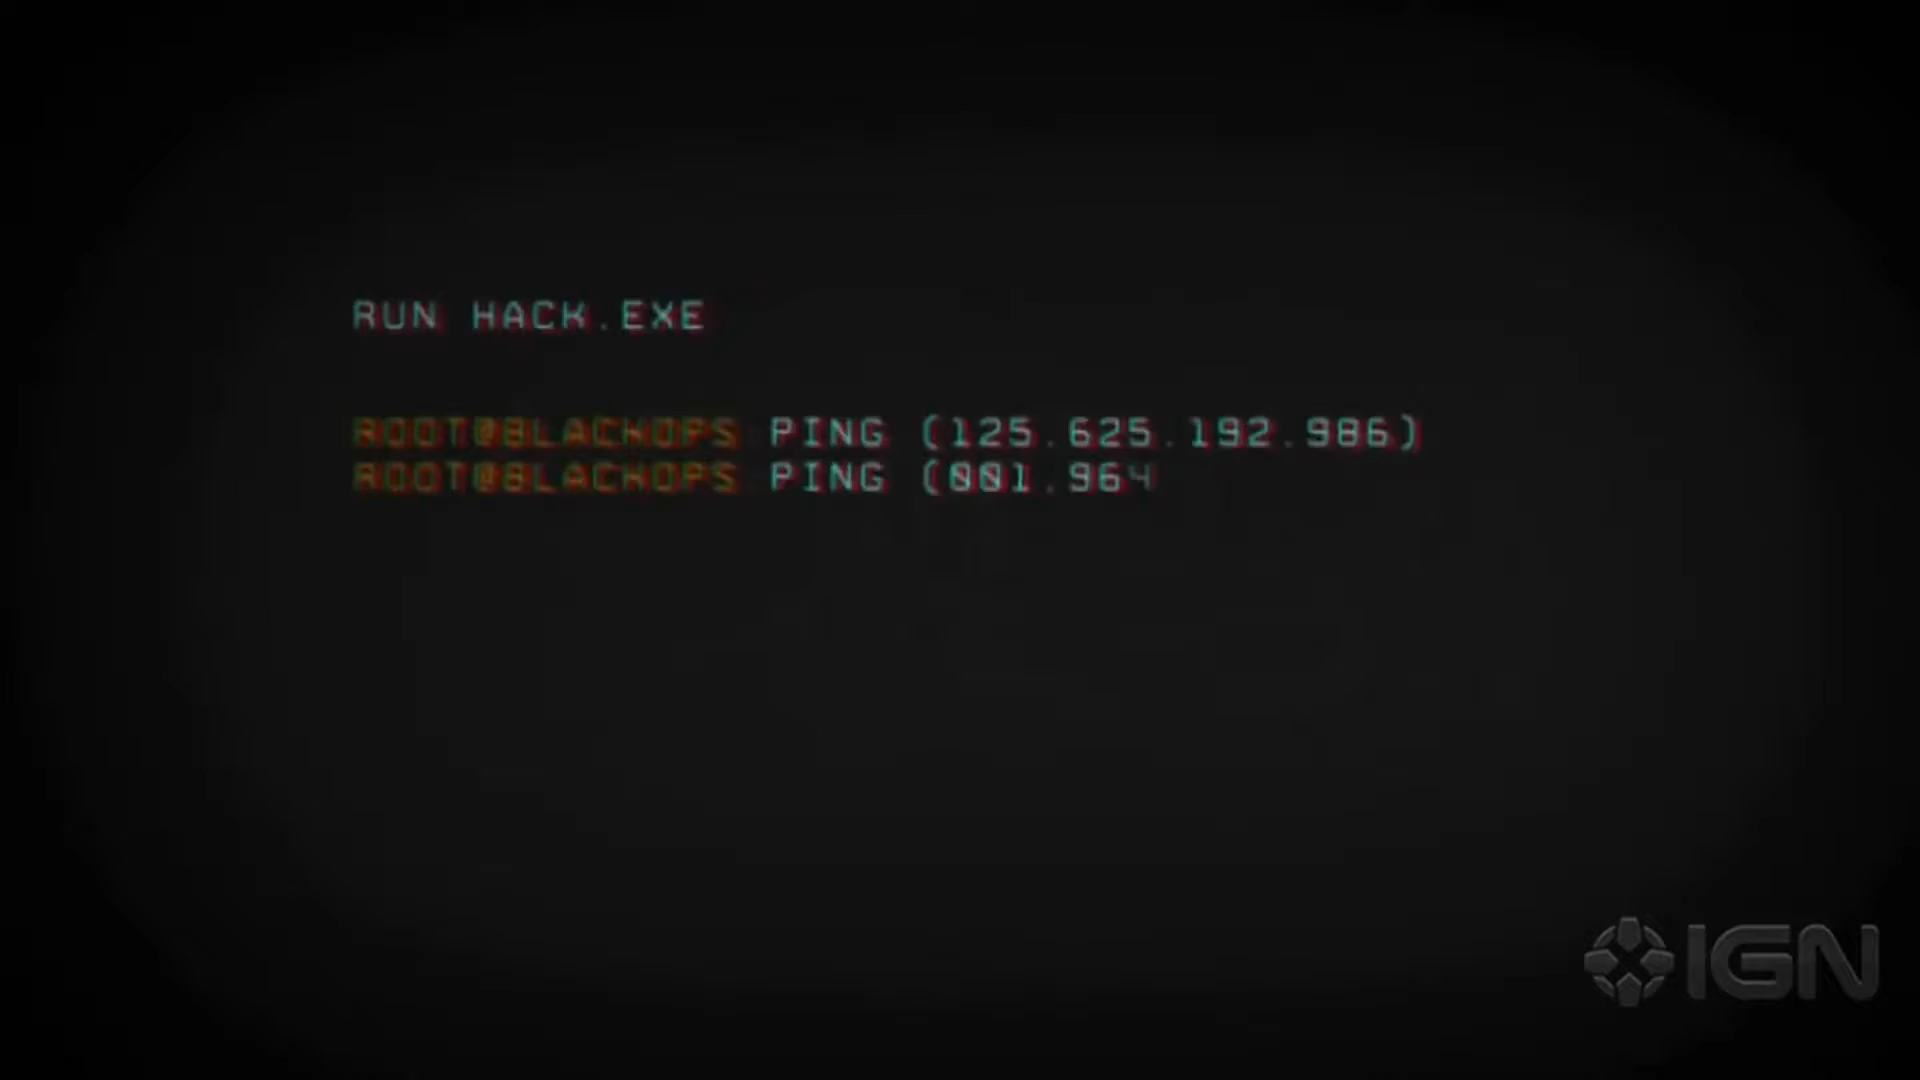 RUN HACK.EXE
ROOT@BLACKOPS PING (125.625.192.986)
ROOT@BLACKOPS PING (001.964
IGN